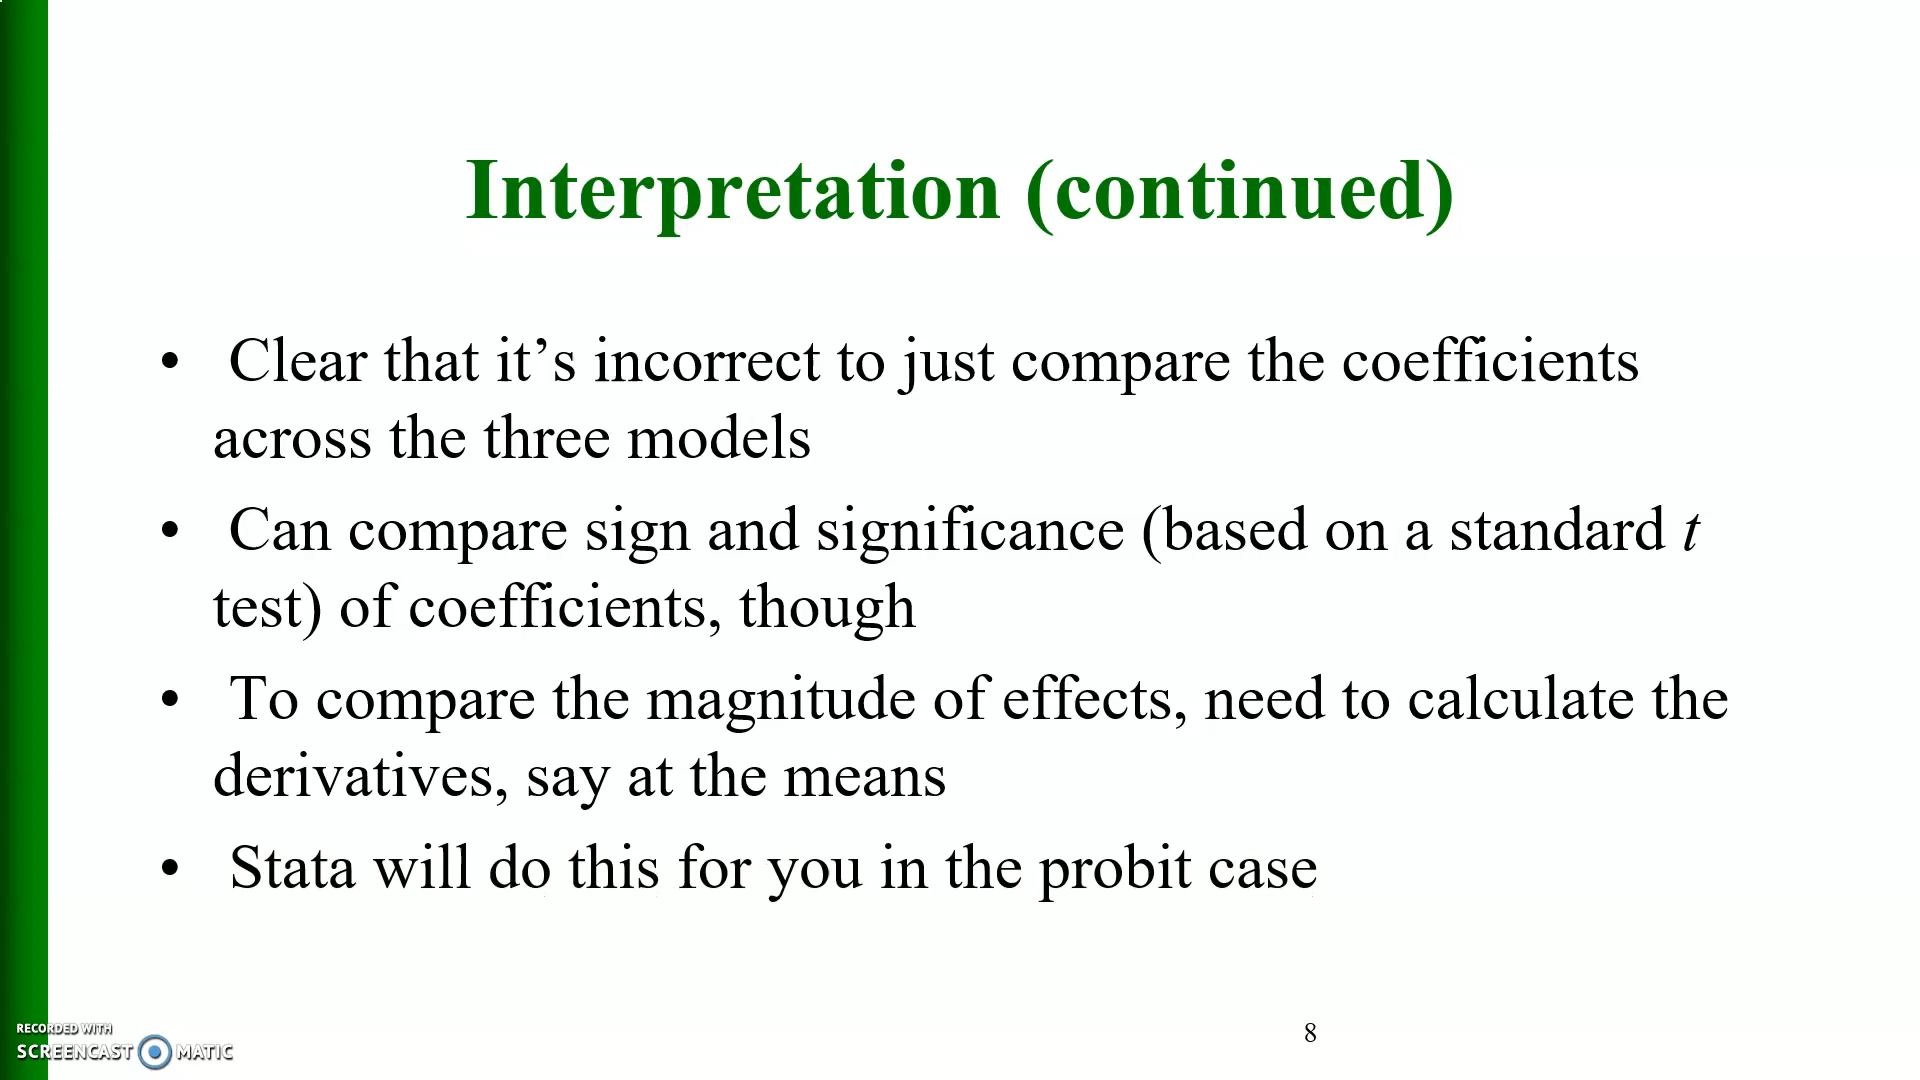 Interpretation (continued)
• Clear that it’s incorrect to just compare the coefficients
across the three models
• Can compare sign and significance (based on a standard t
test) of coefficients, though
• To compare the magnitude of effects, need to calculate the
derivatives, say at the means
• Stata will do this for you in the probit case
8
RECORDED WITH
SCREENCAST MATIC